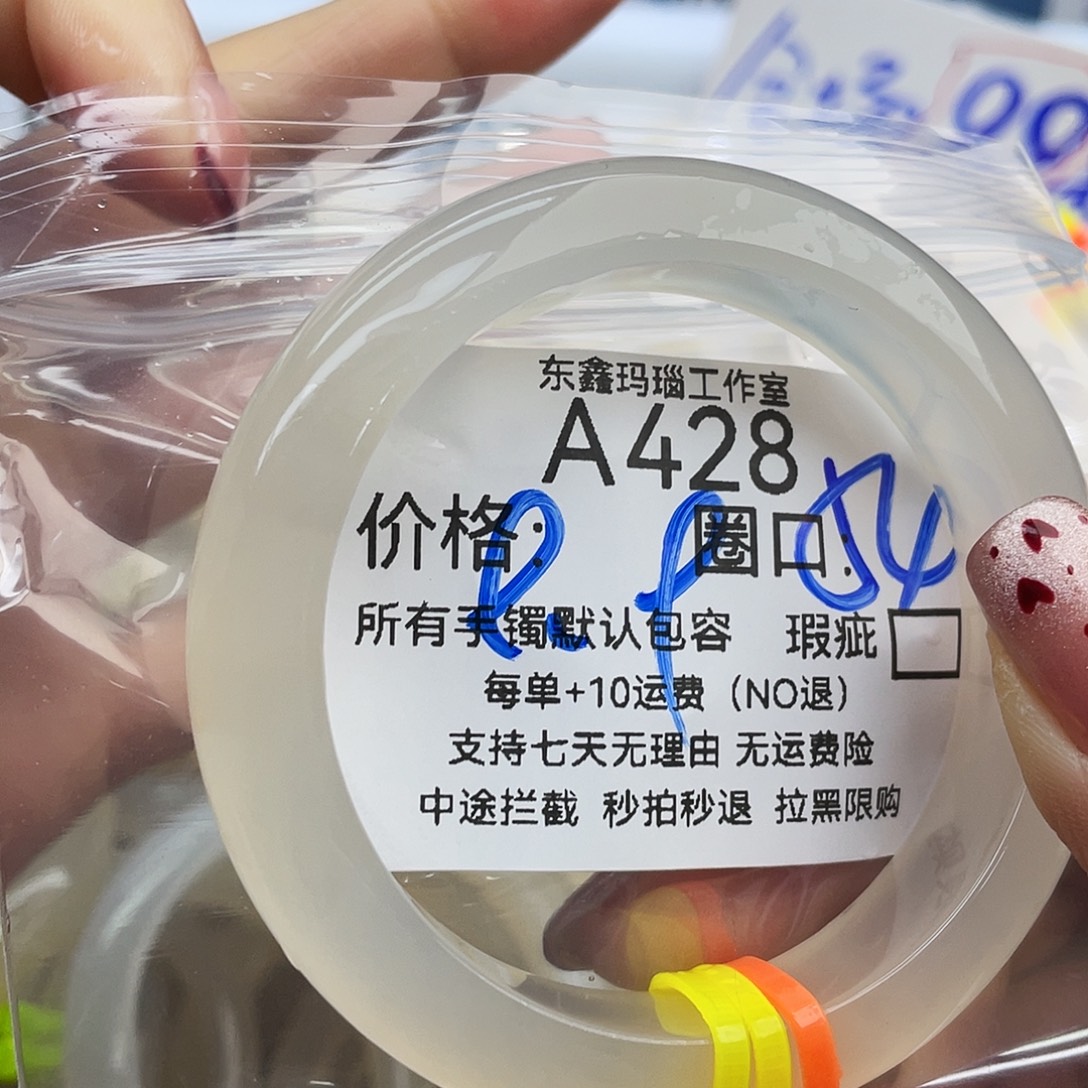 东鑫玛瑙工作室
A428
价格: 圈口: 54
所有手镯默认包容 瑕疵
每单+10运费（NO退）
支持七天无理由 无运费险
中途拦截 秒拍秒退 拉黑限购
00